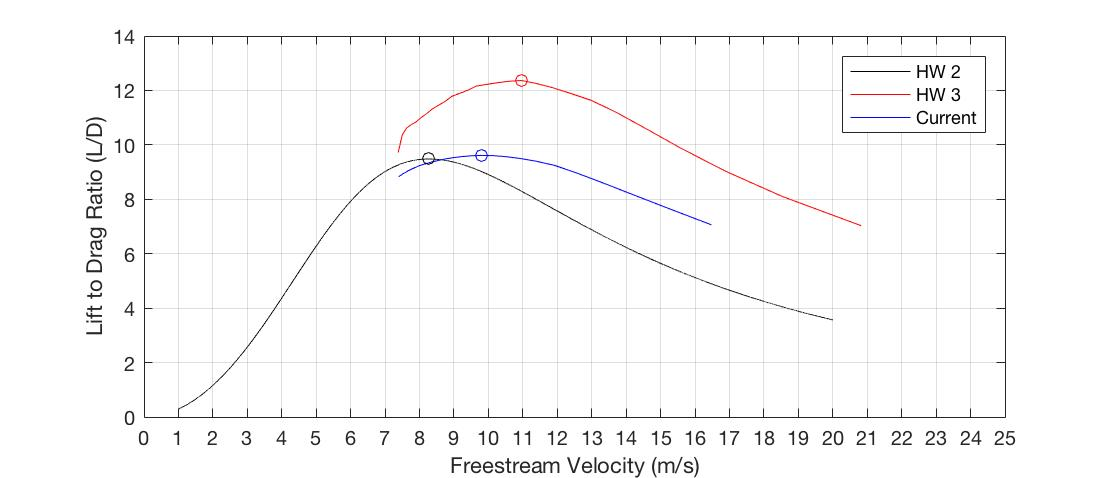 14
12
10
8
6
4
2
0
Lift to Drag Ratio (L/D)
HW 2
HW 3
Current
0 1 2 3 4 5 6 7 8 9 10 11 12 13 14 15 16 17 18 19 20 21 22 23 24 25
Freestream Velocity (m/s)